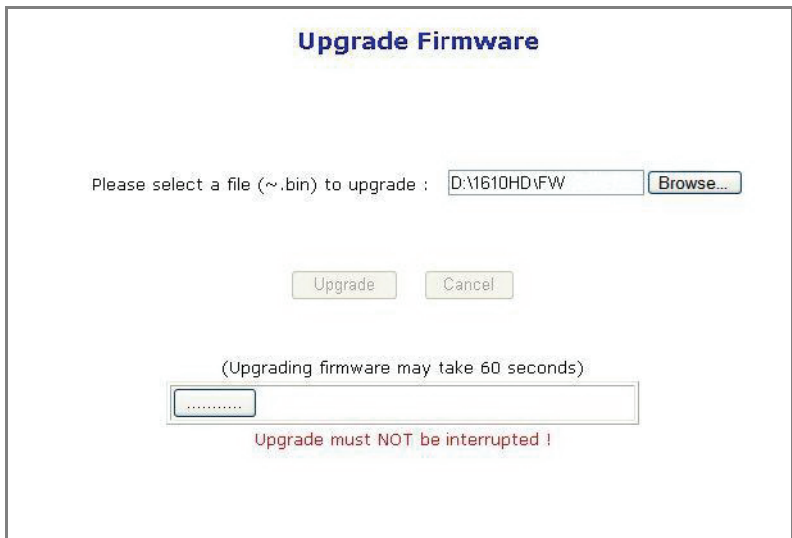 Upgrade Firmware
Please select a file (~.bin) to upgrade : D:\1610HD\FW Browse...
Upgrade Cancel
(Upgrading firmware may take 60 seconds)
...........
Upgrade must NOT be interrupted !